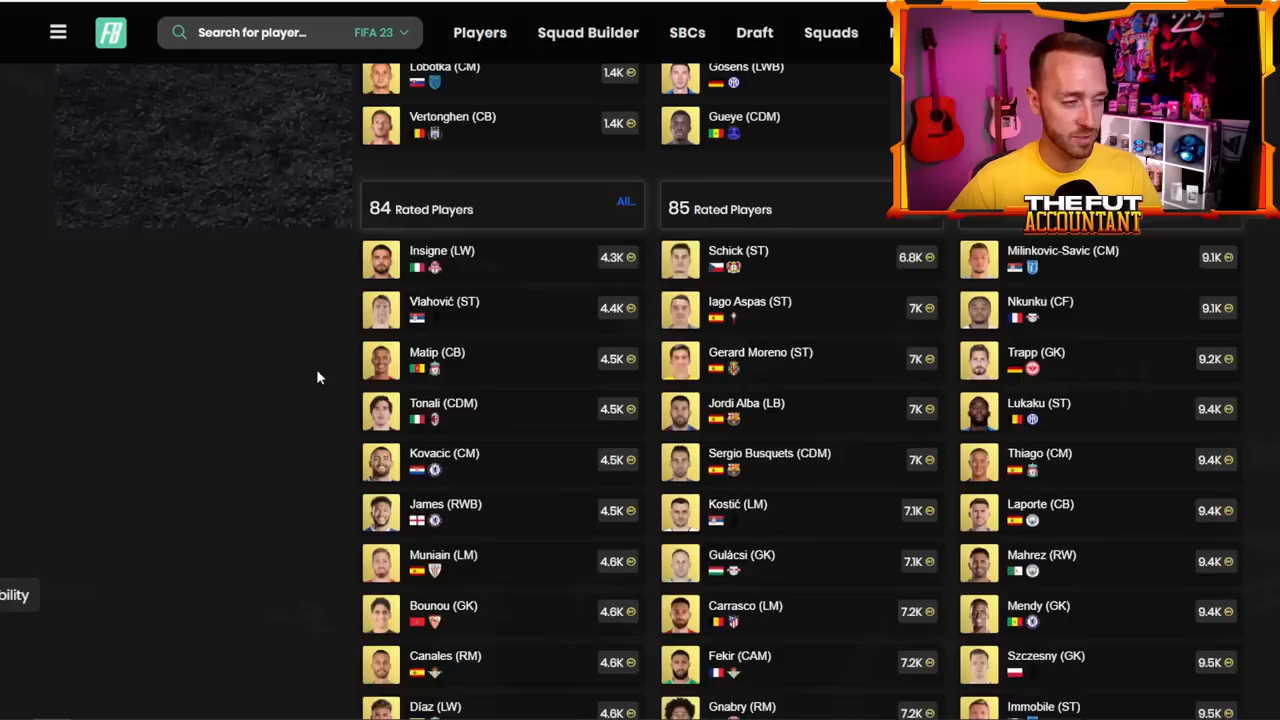 FB
Search for player...
FIFA 23
Players
Squad Builder
SBCs
Draft
Squads
Lobotka (CM)
1.4K
Gosens (LWB)
Vertonghen (CB)
1.4K
Gueye (CDM)
THE FUT
ACCOUNTANT
84 Rated Players
All...
85 Rated Players
Insigne (LW)
4.3K
Schick (ST)
6.8K
Milinkovic-Savic (CM)
9.1K
Vlahović (ST)
4.4K
Iago Aspas (ST)
7K
Nkunku (CF)
9.1K
Matip (CB)
4.5K
Gerard Moreno (ST)
7K
Trapp (GK)
9.2K
Tonali (CDM)
4.5K
Jordi Alba (LB)
7K
Lukaku (ST)
9.4K
Kovacic (CM)
4.5K
Sergio Busquets (CDM)
7K
Thiago (CM)
9.4K
James (RWB)
4.5K
Kostić (LM)
7.1K
Laporte (CB)
9.4K
Muniain (LM)
4.6K
Gulácsi (GK)
7.1K
Mahrez (RW)
9.4K
bility
Bounou (GK)
4.6K
Carrasco (LM)
7.2K
Mendy (GK)
9.4K
Canales (RM)
4.6K
Fekir (CAM)
7.2K
Szczesny (GK)
9.5K
Díaz (LW)
4.6K
Gnabry (RM)
7.2K
Immobile (ST)
9.5K